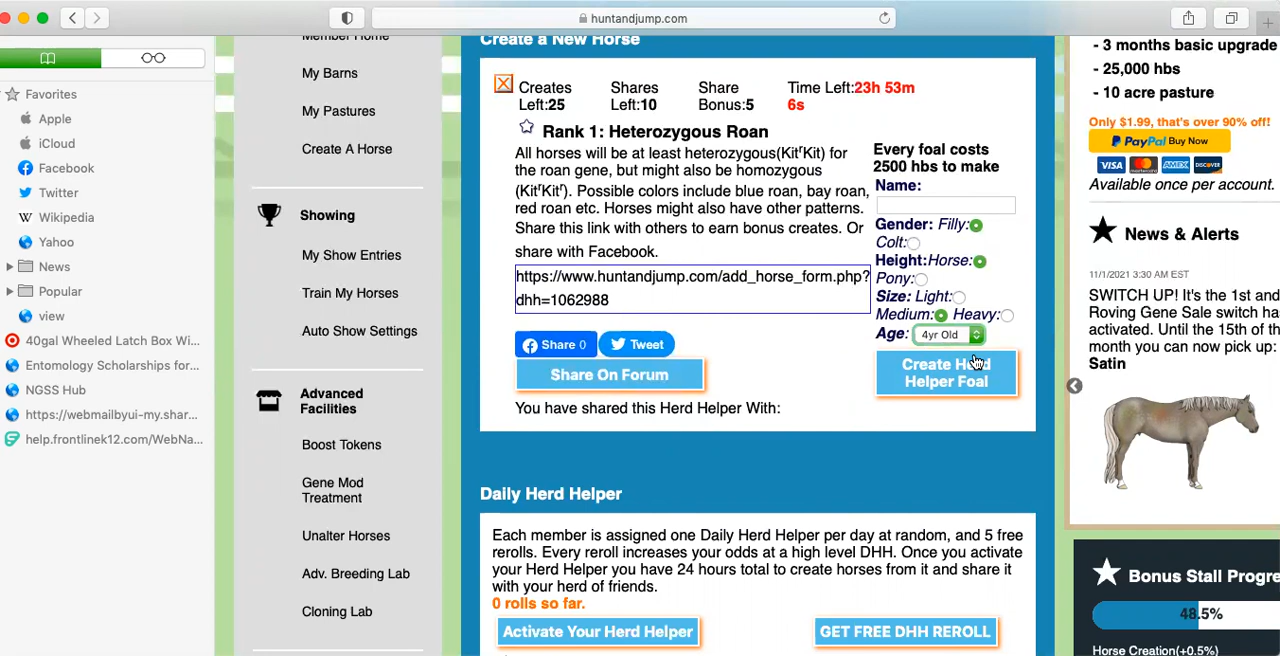 huntandjump.com
Favorites
Apple
iCloud
Facebook
Twitter
Wikipedia
Yahoo
News
Popular
view
40gal Wheeled Latch Box Wi...
Entomology Scholarships for...
NGSS Hub
https://webmailbyui-my.shar...
help.frontlinek12.com/WebNa...
Member Home
My Barns
My Pastures
Create A Horse
Showing
My Show Entries
Train My Horses
Auto Show Settings
Advanced
Facilities
Boost Tokens
Gene Mod
Treatment
Unalter Horses
Adv. Breeding Lab
Cloning Lab
Create a New Horse
Creates
Left:25
Shares
Left:10
Share
Bonus:5
Time Left:23h 53m
6s
Rank 1: Heterozygous Roan
All horses will be at least heterozygous(KitʳKit) for
the roan gene, but might also be homozygous
(KitʳKitʳ). Possible colors include blue roan, bay roan,
red roan etc. Horses might also have other patterns.
Share this link with others to earn bonus creates. Or
share with Facebook.
https://www.huntandjump.com/add_horse_form.php?
dhh=1062988
Share 0
Tweet
Share On Forum
You have shared this Herd Helper With:
Every foal costs
2500 hbs to make
Name:
Gender: Filly:
Colt:
Height:Horse:
Pony:
Size: Light:
Medium: Heavy:
Age: 4yr Old
Create Herd
Helper Foal
Daily Herd Helper
Each member is assigned one Daily Herd Helper per day at random, and 5 free
rerolls. Every reroll increases your odds at a high level DHH. Once you activate
your Herd Helper you have 24 hours total to create horses from it and share it
with your herd of friends.
0 rolls so far.
Activate Your Herd Helper
GET FREE DHH REROLL
- 3 months basic upgrade
- 25,000 hbs
- 10 acre pasture
Only $1.99, that's over 90% off!
PayPal Buy Now
VISA
AMEX
DISCOVER
Available once per account.
News & Alerts
11/1/2021 3:30 AM EST
SWITCH UP! It's the 1st and
Roving Gene Sale switch has
activated. Until the 15th of th
month you can now pick up:
Satin
Bonus Stall Progre
48.5%
Horse Creation(+0.5%)